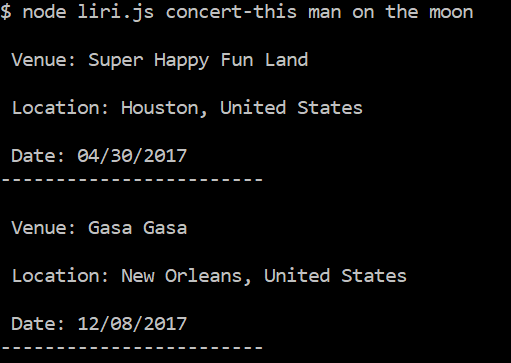 $ node liri.js concert-this man on the moon
Venue: Super Happy Fun Land
Location: Houston, United States
Date: 04/30/2017
------------------------
Venue: Gasa Gasa
Location: New Orleans, United States
Date: 12/08/2017
------------------------